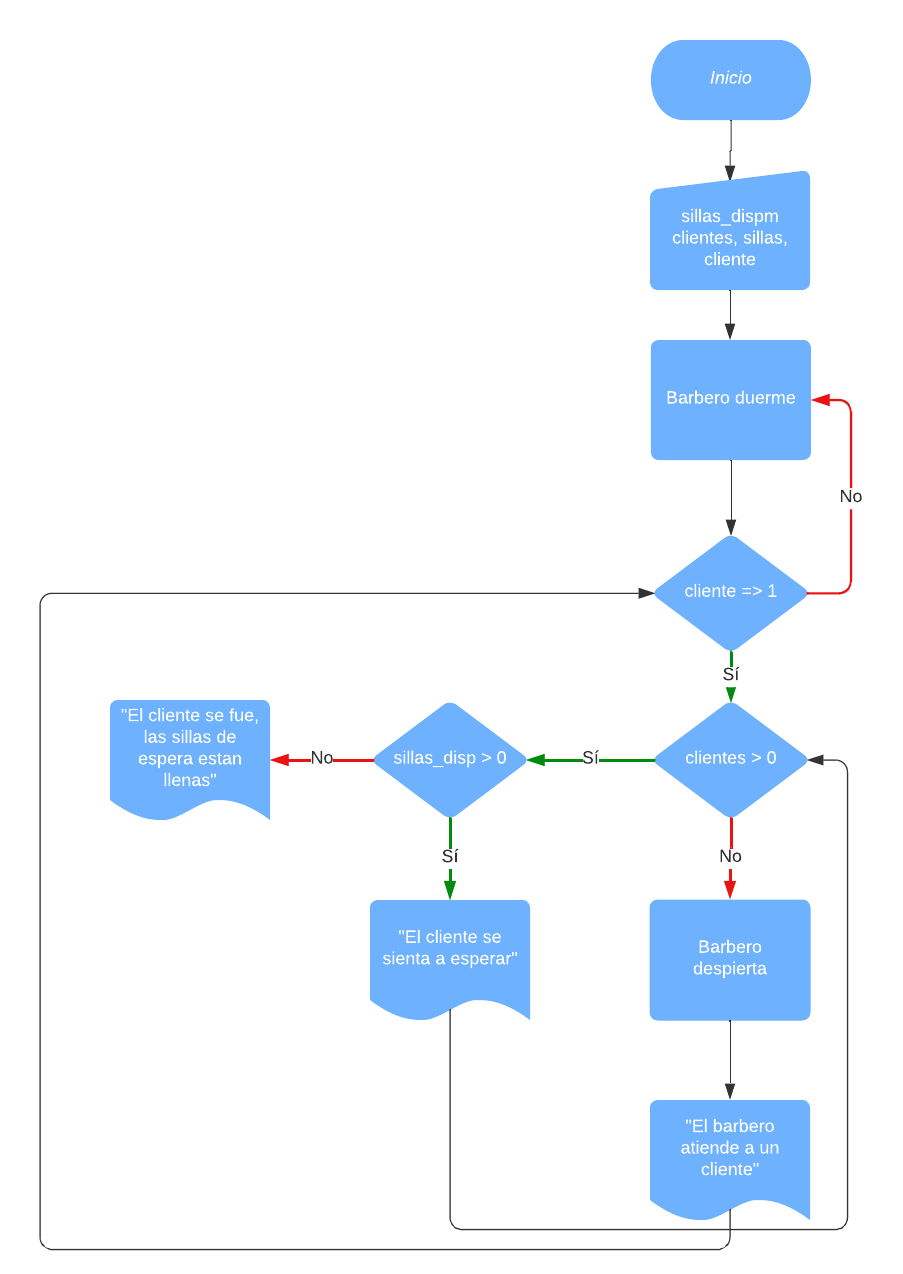 Inicio
sillas_dispm
clientes, sillas,
cliente
Barbero duerme
No
cliente => 1
Sí
"El cliente se fue,
las sillas de
espera estan
llenas"
No
sillas_disp > 0
Sí
clientes > 0
Sí
No
"El cliente se
sienta a esperar"
Barbero
despierta
"El barbero
atiende a un
cliente"